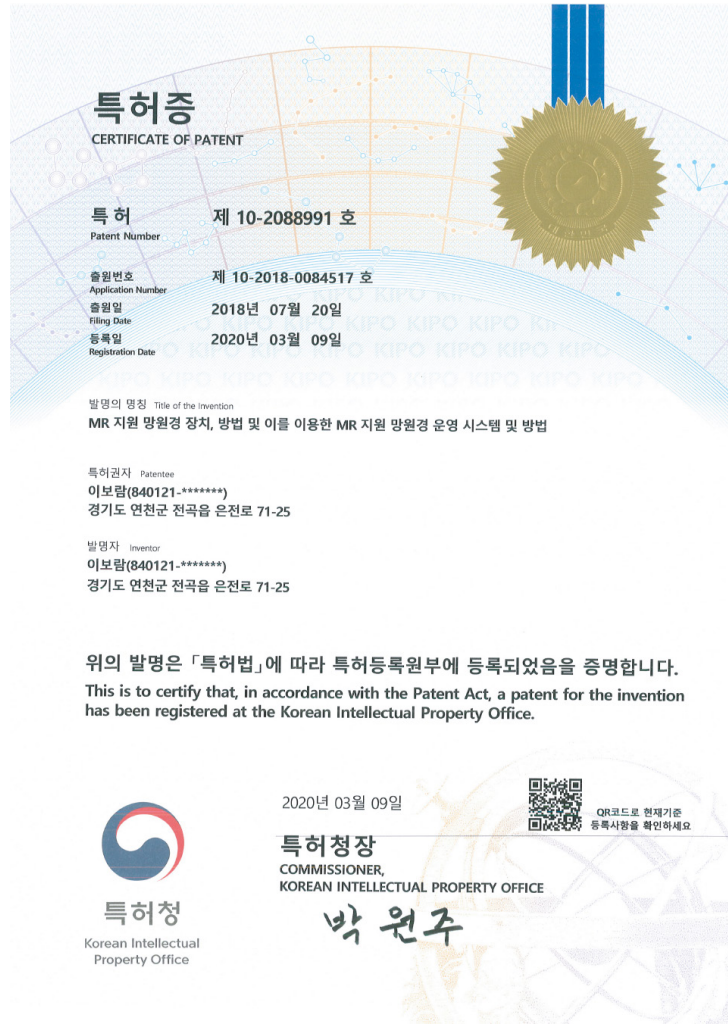 특허증
CERTIFICATE OF PATENT
특허 제 10-2088991 호
Patent Number
출원번호 제 10-2018-0084517 호
Application Number
출원일 2018년 07월 20일
Filing Date
등록일 2020년 03월 09일
Registration Date
발명의 명칭 Title of the Invention
MR 지원 망원경 장치, 방법 및 이를 이용한 MR 지원 망원경 운영 시스템 및 방법
특허권자 Patentee
이보람(840121-*******)
경기도 연천군 전곡읍 은전로 71-25
발명자 Inventor
이보람(840121-*******)
경기도 연천군 전곡읍 은전로 71-25
위의 발명은 「특허법」에 따라 특허등록원부에 등록되었음을 증명합니다.
This is to certify that, in accordance with the Patent Act, a patent for the invention
has been registered at the Korean Intellectual Property Office.
2020년 03월 09일
QR코드로 현재기준
등록사항을 확인하세요
특허청장
COMMISSIONER,
KOREAN INTELLECTUAL PROPERTY OFFICE
박원주
특허청
Korean Intellectual
Property Office